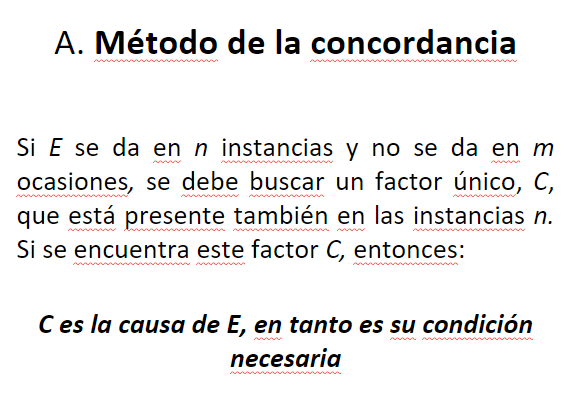 A. Método de la concordancia
Si E se da en n instancias y no se da en m
ocasiones, se debe buscar un factor único, C,
que está presente también en las instancias n.
Si se encuentra este factor C, entonces:
C es la causa de E, en tanto es su condición
necesaria